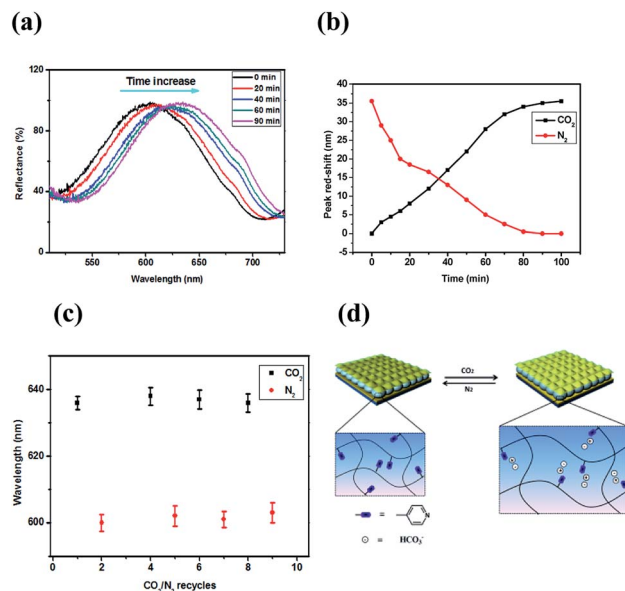 (a)
Time increase
0 min
20 min
40 min
60 min
90 min
120
80
40
0
550
600
650
700
Reflectance (%)
Wavelength (nm)
(b)
40
35
30
25
20
15
10
5
0
-5
CO2
N2
0
20
40
60
80
100
Peak red-shift (nm)
Time (min)
(c)
CO2
N2
640
620
600
0
2
4
6
8
10
Wavelength (nm)
CO2/N2 recycles
(d)
CO2
N2
= N
= HCO3-